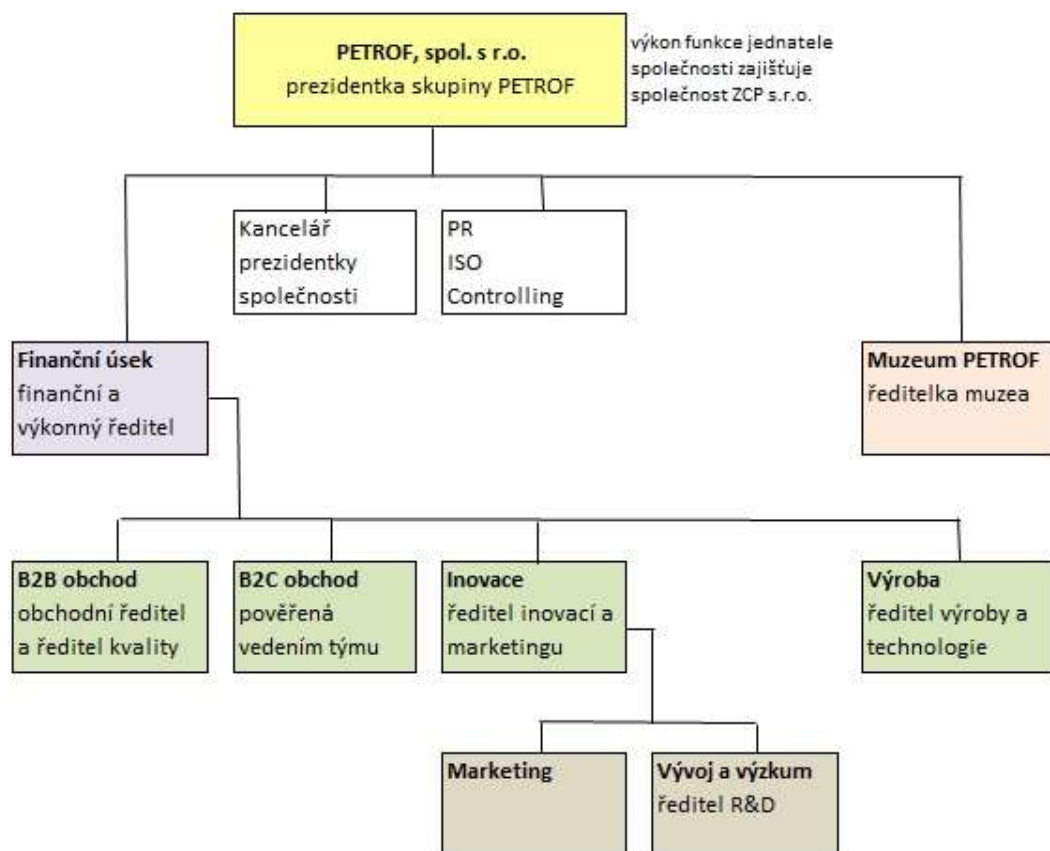 PETROF, spol. s r.o.
prezidentka skupiny PETROF
výkon funkce jednatele
společnosti zajišťuje
společnost ZCP s.r.o.
Kancelář
prezidentky
společnosti
PR
ISO
Controlling
Finanční úsek
finanční a
výkonný ředitel
Muzeum PETROF
ředitelka muzea
B2B obchod
obchodní ředitel
a ředitel kvality
B2C obchod
pověřená
vedením týmu
Inovace
ředitel inovací a
marketingu
Výroba
ředitel výroby a
technologie
Marketing
Vývoj a výzkum
ředitel R&D